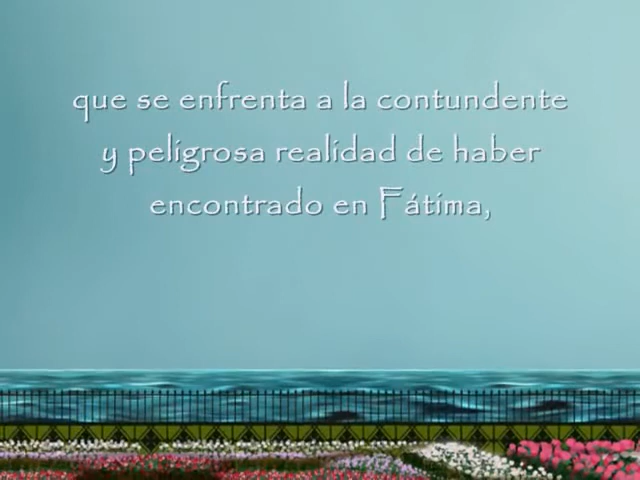 que se enfrenta a la contundente
y peligrosa realidad de haber
encontrado en Fátima,